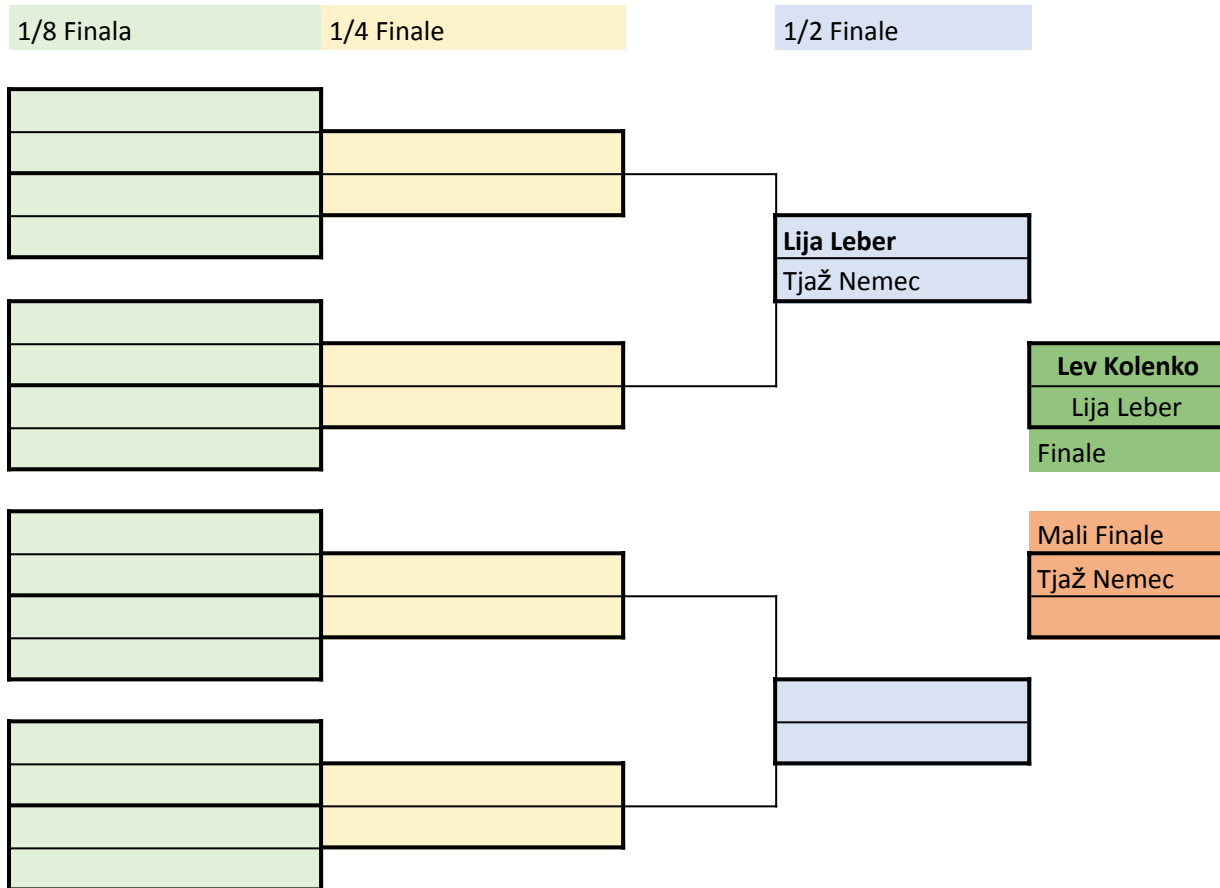 1/8 Finala
1/4 Finale
1/2 Finale
Lija Leber
Tjaž Nemec
Lev Kolenko
Lija Leber
Finale
Mali Finale
Tjaž Nemec